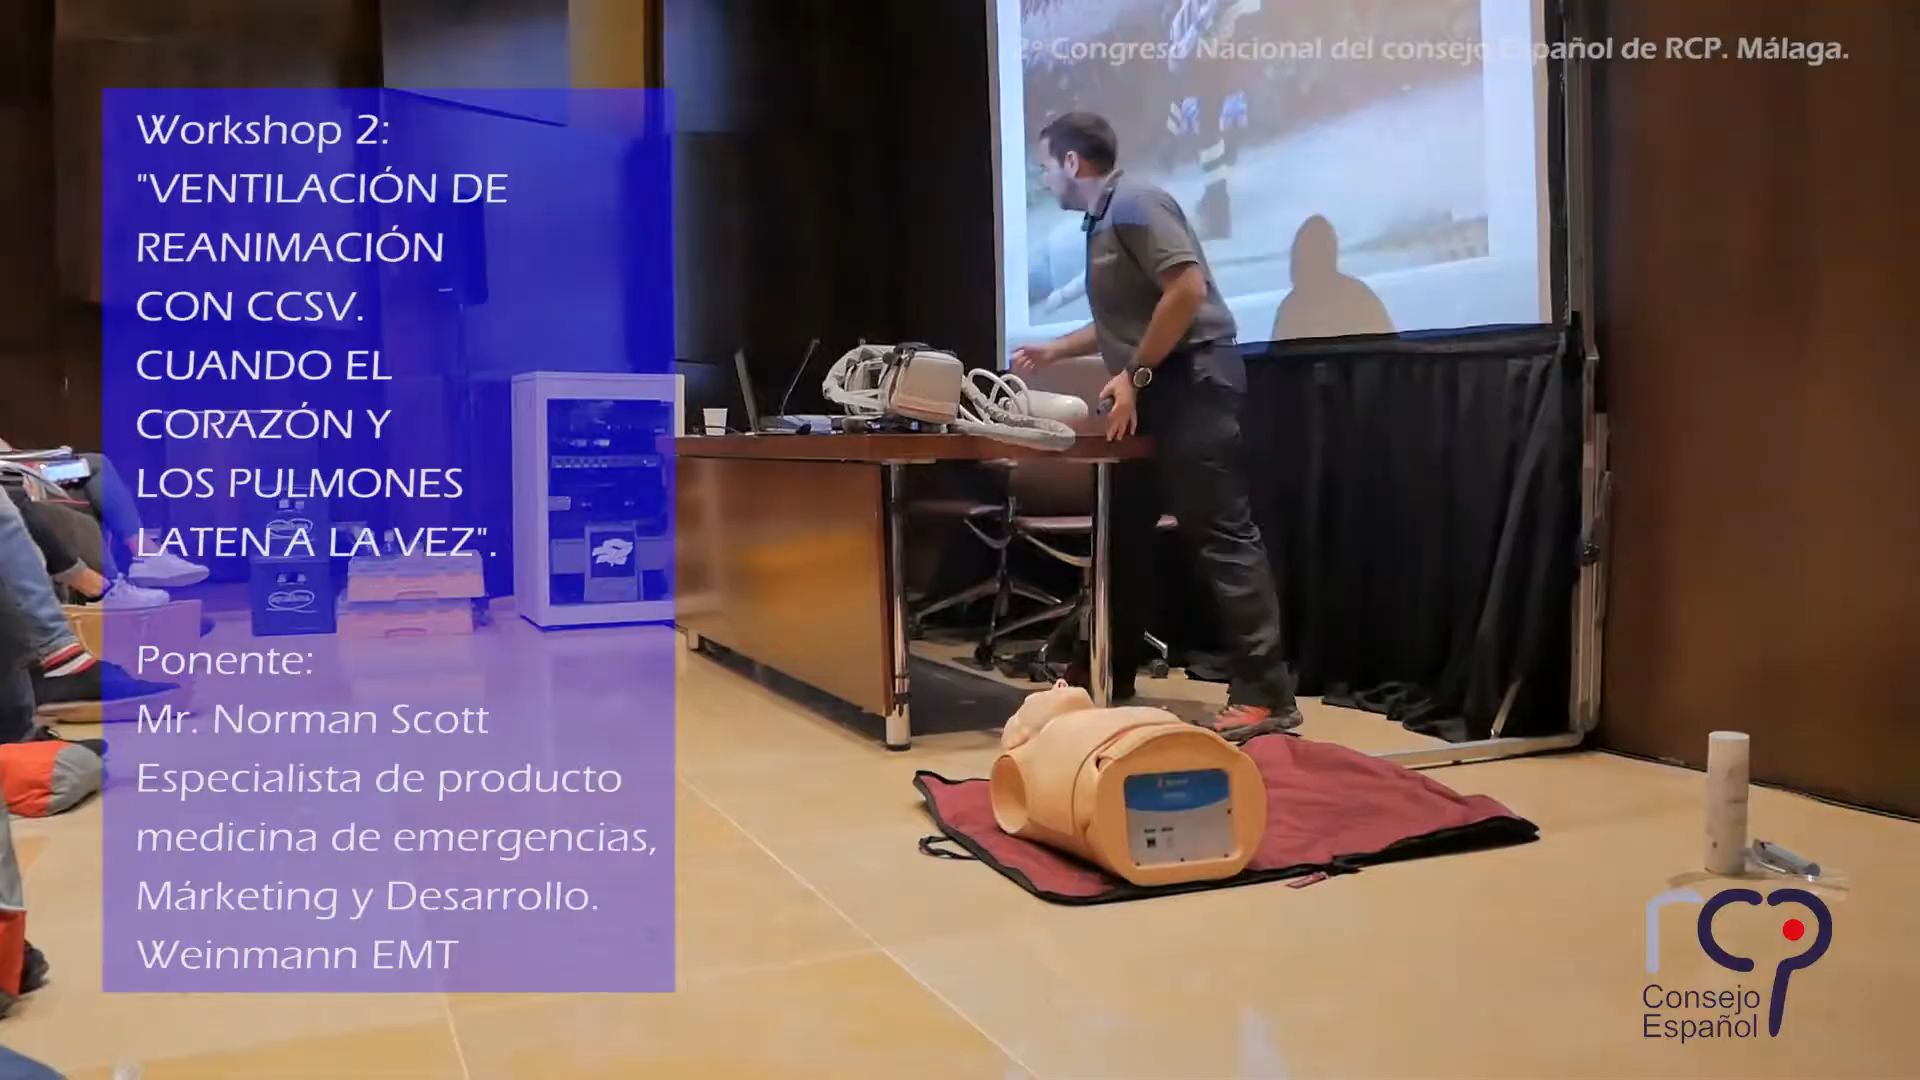 2º Congreso Nacional del consejo Español de RCP. Málaga.
Workshop 2:
"VENTILACIÓN DE
REANIMACIÓN
CON CCSV.
CUANDO EL
CORAZÓN Y
LOS PULMONES
LATEN A LA VEZ".
Ponente:
Mr. Norman Scott
Especialista de producto
medicina de emergencias,
Márketing y Desarrollo.
Weinmann EMT
rcp
Consejo
Español